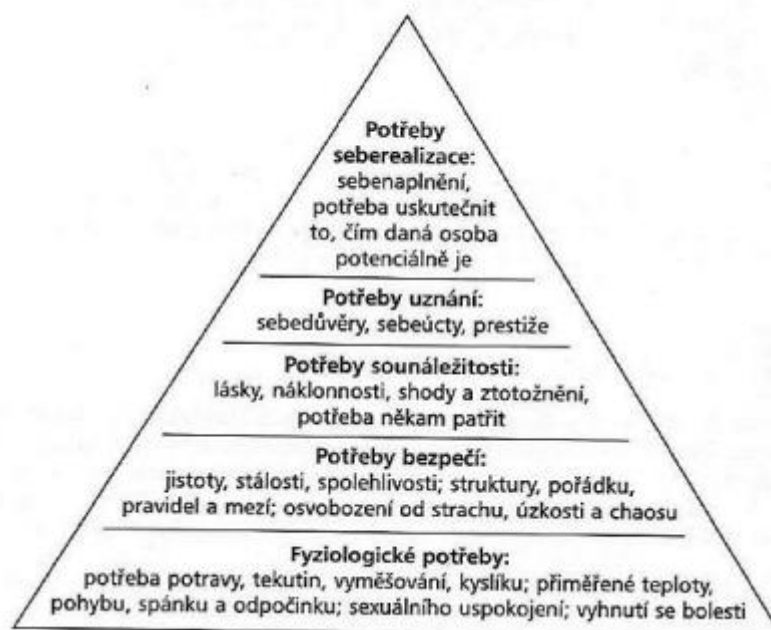 Potřeby
seberealizace:
sebenaplnění,
potřeba uskutečnit
to, čím daná osoba
potenciálně je
Potřeby uznání:
sebedůvěry, sebeúcty, prestiže
Potřeby sounáležitosti:
lásky, náklonnosti, shody a ztotožnění,
potřeba někam patřit
Potřeby bezpečí:
jistoty, stálosti, spolehlivosti; struktury, pořádku,
pravidel a mezí; osvobození od strachu, úzkosti a chaosu
Fyziologické potřeby:
potřeba potravy, tekutin, vyměšování, kyslíku; přiměřené teploty,
pohybu, spánku a odpočinku; sexuálního uspokojení; vyhnutí se bolesti